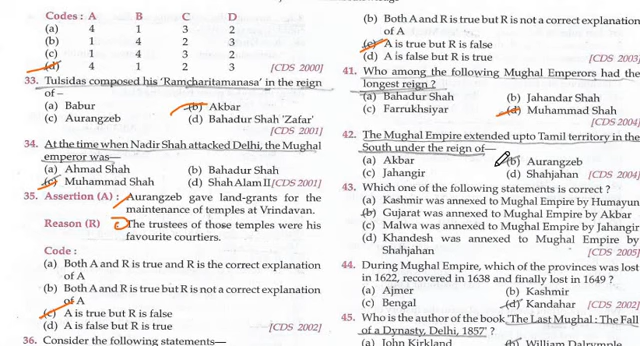 Codes : A B C D
(a) 4 1 3 2
(b) 1 4 2 3
(c) 1 4 3 2
(d) 4 1 2 3
[CDS 2000]
33. Tulsidas composed his 'Ramcharitamanasa' in the reign
of –
(a) Babur (b) Akbar
(c) Aurangzeb (d) Bahadur Shah 'Zafar'
[CDS 2001]
34. At the time when Nadir Shah attacked Delhi, the Mughal
emperor was—
(a) Ahmad Shah (b) Bahadur Shah
(c) Muhammad Shah (d) Shah Alam II [CDS 2001]
35. Assertion (A) : Aurangzeb gave land-grants for the
maintenance of temples at Vrindavan.
Reason (R) The trustees of those temples were his
favourite courtiers.
Code :
(a) Both A and R is true and R is the correct explanation
of A
(b) Both A and R is true but R is not a correct explanation
of A
(c) A is true but R is false
(d) A is false but R is true [CDS 2002]
36. Consider the following statements—
(b) Both A and R is true but R is not a correct explanation
of A
(c) A is true but R is false
(d) A is false but R is true [CDS 2003]
41. Who among the following Mughal Emperors had the
longest reign ?
(a) Bahadur Shah (b) Jahandar Shah
(c) Farrukhsiyar (d) Muhammad Shah
[CDS 2004]
42. The Mughal Empire extended upto Tamil territory in the
South under the reign of—
(a) Akbar (b) Aurangzeb
(c) Jahangir (d) Shahjahan [CDS 2004]
43. Which one of the following statements is correct ?
(a) Kashmir was annexed to Mughal Empire by Humayun
(b) Gujarat was annexed to Mughal Empire by Akbar
(c) Malwa was annexed to Mughal Empire by Jahangir
(d) Khandesh was annexed to Mughal Empire by
Shahjahan [CDS 2005]
44. During Mughal Empire, which of the provinces was lost
in 1622, recovered in 1638 and finally lost in 1649 ?
(a) Ajmer (b) Kashmir
(c) Bengal (d) Kandahar [CDS 2002]
45. Who is the author of the book 'The Last Mughal : The Fall
of a Dynasty, Delhi, 1857' ?
(a) John Kirkland (b) William Dalrymple